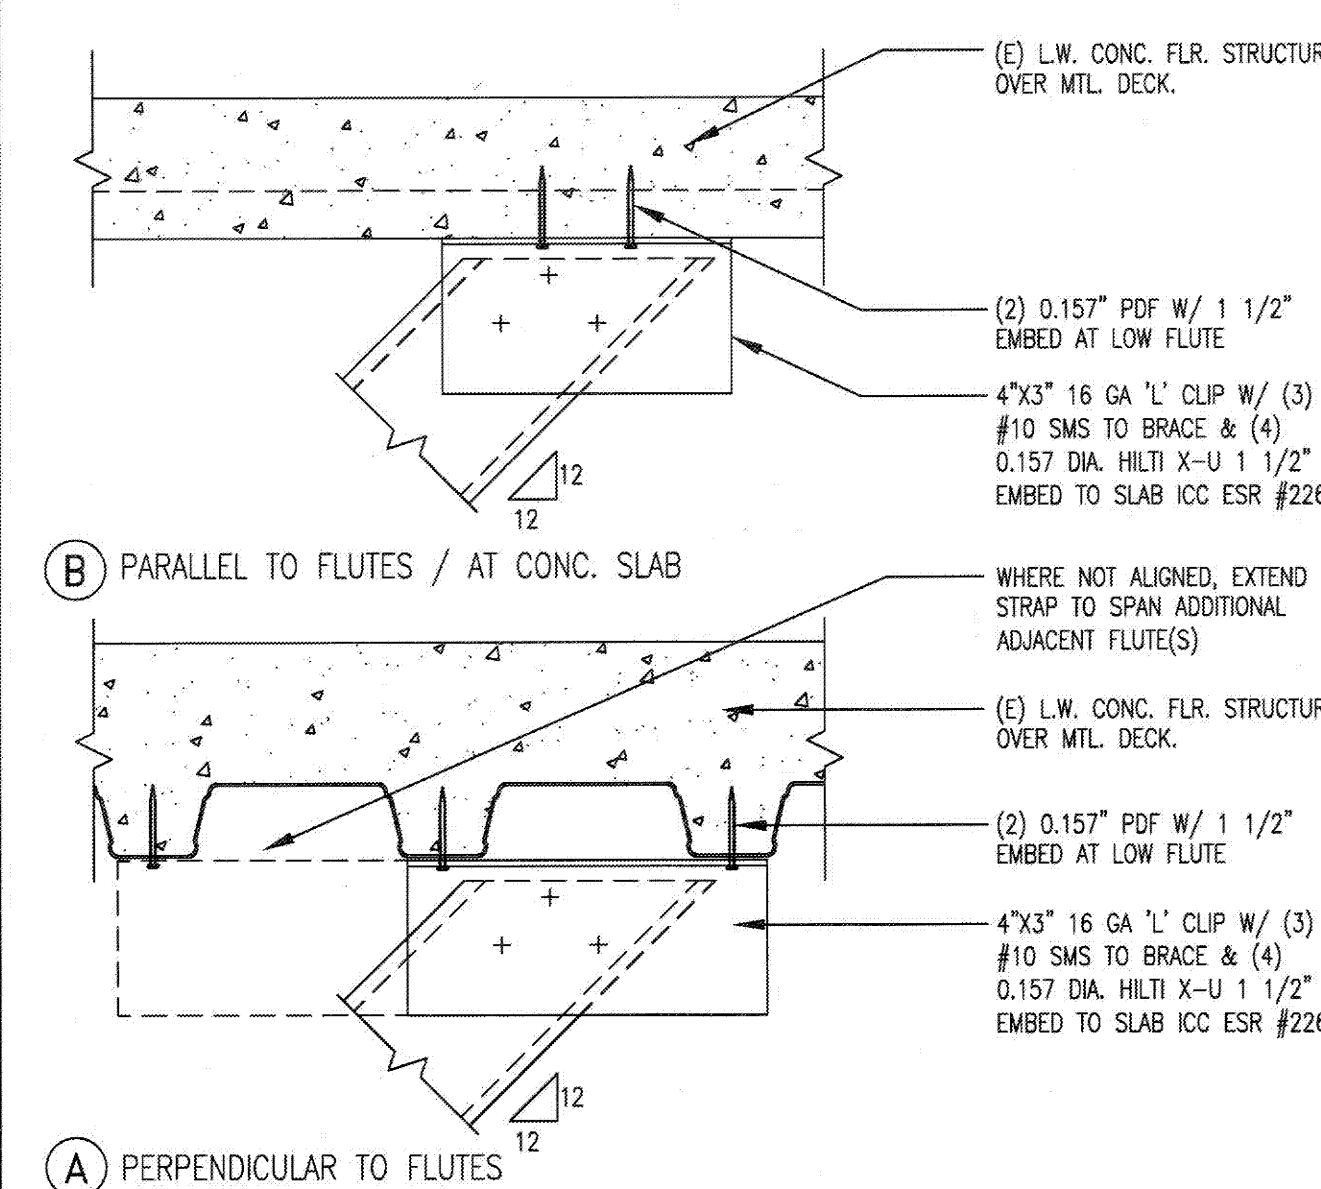 (E) L.W. CONC. FLR.
OVER MTL. DECK.
(2) 0.157" PDF W/ 1 1/2"
EMBED AT LOW FLUTE
4"X3" 16 GA 'L' CLIP W/ (3)
#10 SMS TO BRACE & (4)
0.157 DIA. HILTI X-U 1 1/2"
EMBED TO SLAB ICC ESR
12
12
B PARALLEL TO FLUTES / AT CONC. SLAB
WHERE NOT ALIGNED, EXTEND
STRAP TO SPAN ADDITIONAL
ADJACENT FLUTE(S)
(E) L.W. CONC. FLR.
OVER MTL. DECK.
(2) 0.157" PDF W/ 1 1/2"
EMBED AT LOW FLUTE
4"X3" 16 GA 'L' CLIP W/ (3)
#10 SMS TO BRACE & (4)
0.157 DIA. HILTI X-U 1 1/2"
EMBED TO SLAB ICC ESR
12
12
A PERPENDICULAR TO FLUTES